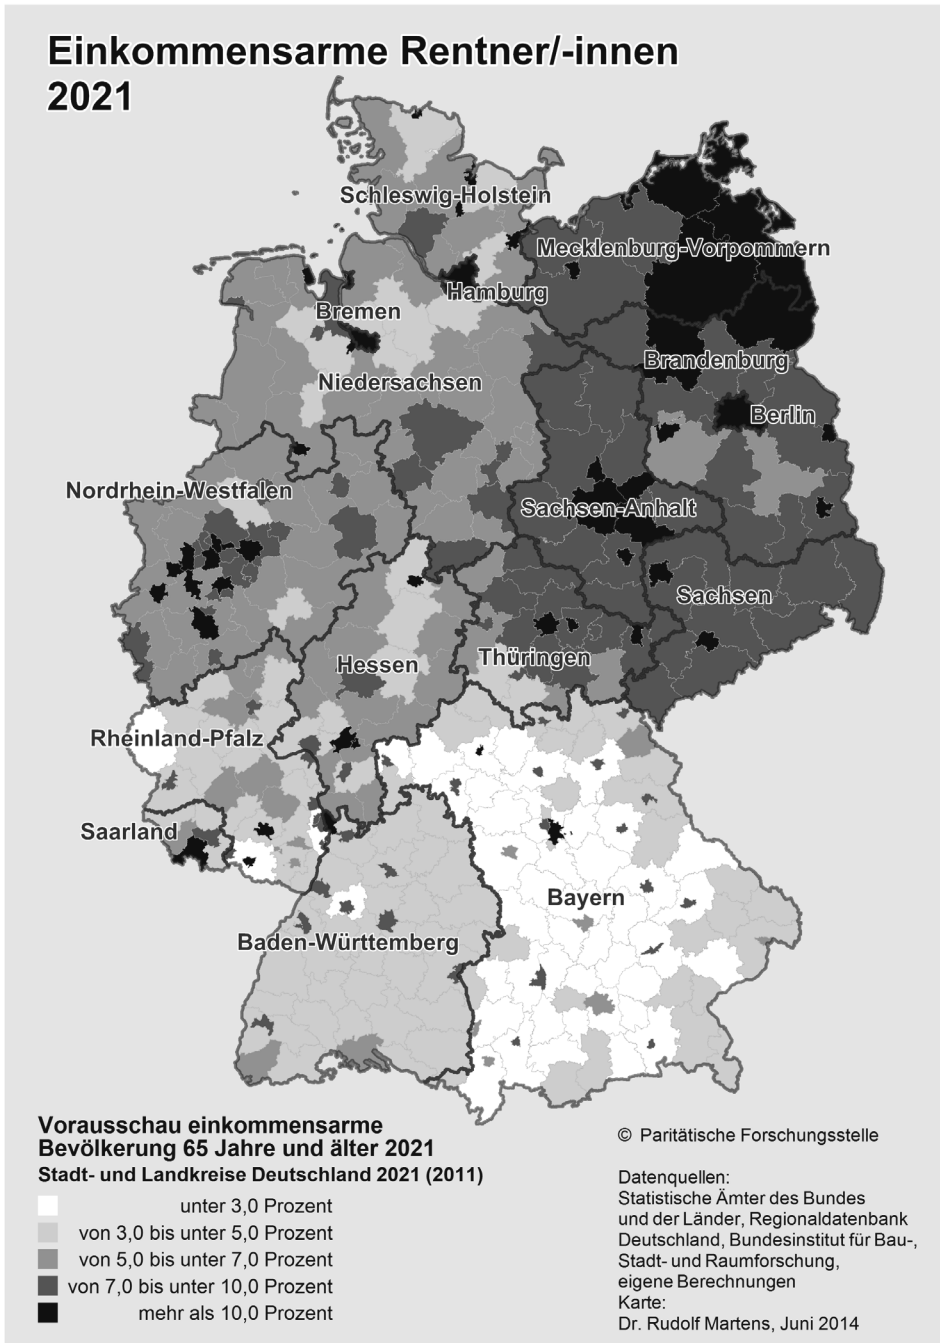 Einkommensarme Rentner/-innen
2021
Schleswig-Holstein
Mecklenburg-Vorpommern
Hamburg
Bremen
Brandenburg
Niedersachsen
Berlin
Nordrhein-Westfalen
Sachsen-Anhalt
Sachsen
Thüringen
Hessen
Rheinland-Pfalz
Saarland
Bayern
Baden-Württemberg
Vorausschau einkommensarme
Bevölkerung 65 Jahre und älter 2021
Stadt- und Landkreise Deutschland 2021 (2011)
unter 3,0 Prozent
von 3,0 bis unter 5,0 Prozent
von 5,0 bis unter 7,0 Prozent
von 7,0 bis unter 10,0 Prozent
mehr als 10,0 Prozent
© Paritätische Forschungsstelle
Datenquellen:
Statistische Ämter des Bundes
und der Länder, Regionaldatenbank
Deutschland, Bundesinstitut für Bau-,
Stadt- und Raumforschung,
eigene Berechnungen
Karte:
Dr. Rudolf Martens, Juni 2014